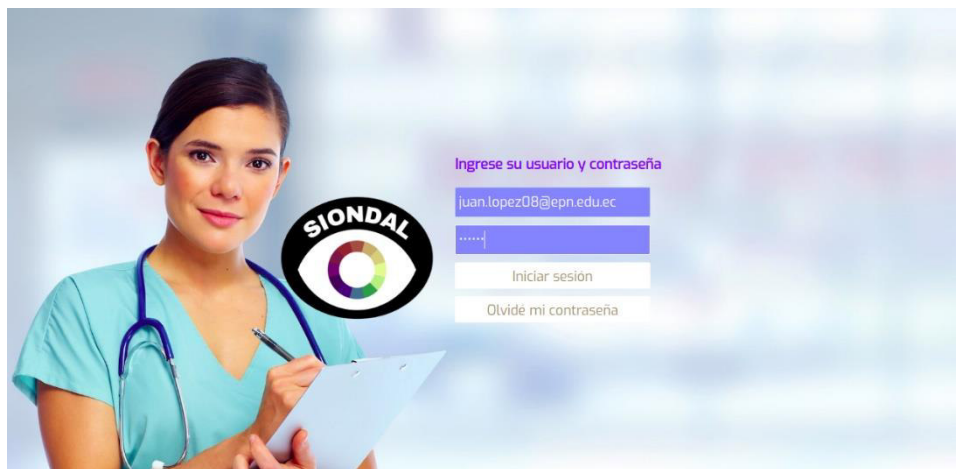 Ingrese su usuario y contraseña
SIONDAL
juan.lopez08@epn.edu.ec
······
Iniciar sesión
Olvidé mi contraseña